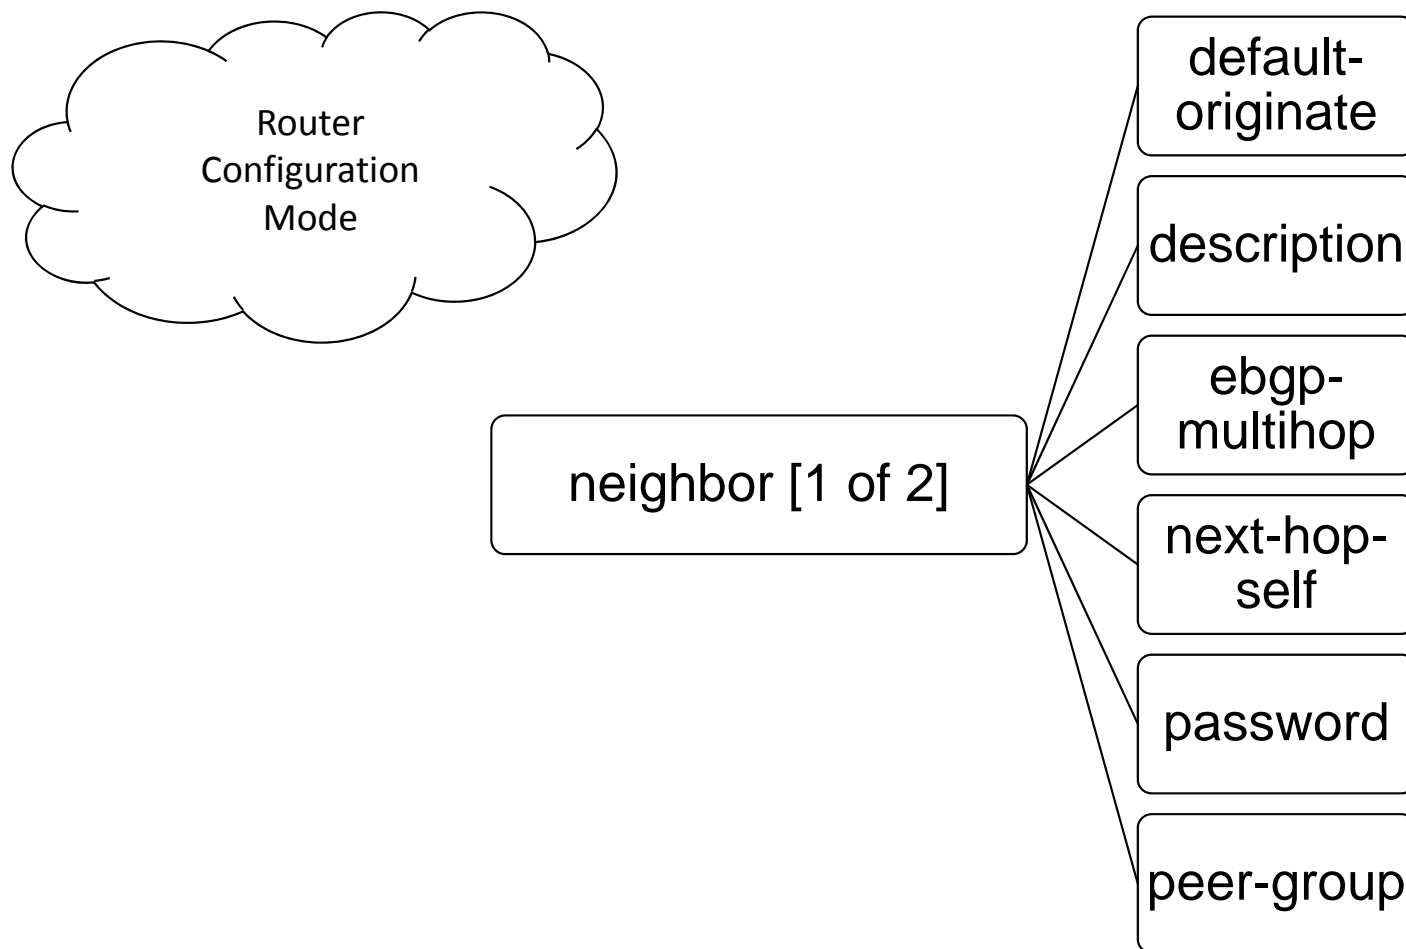 Router
Configuration
Mode
default-
originate
description
ebgp-
multihop
neighbor [1 of 2]
next-hop-
self
password
peer-group